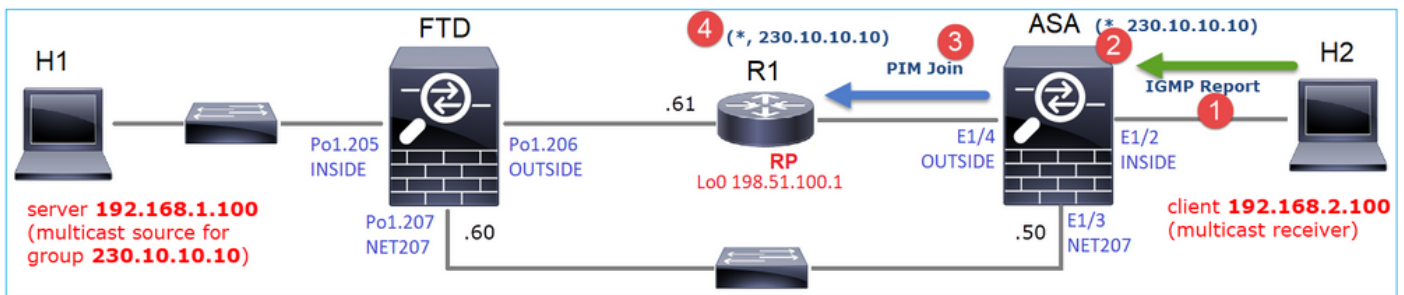 H1
FTD
4
(*, 230.10.10.10)
R1
3
PIM Join
ASA
(*, 230.10.10.10)
2
H2
IGMP Report
1
.61
Po1.205
INSIDE
Po1.206
OUTSIDE
RP
Lo0 198.51.100.1
E1/4
OUTSIDE
E1/2
INSIDE
server 192.168.1.100
(multicast source for
group 230.10.10.10)
Po1.207
NET207
.60
.50
E1/3
NET207
client 192.168.2.100
(multicast receiver)